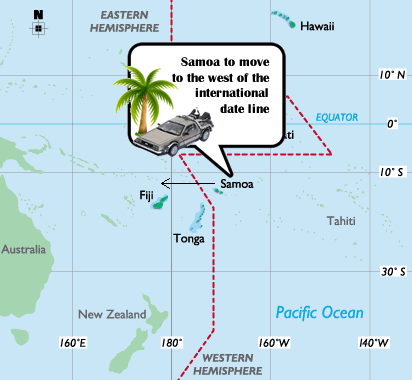 N
EASTERN
HEMISPHERE
Hawaii
Samoa to move
to the west of the
international
date line
10° N
EQUATOR
0°
10° S
Samoa
Fiji
Tonga
Tahiti
Australia
30° S
New Zealand
Pacific Ocean
160°E
180°
160°W
140°W
WESTERN
HEMISPHERE